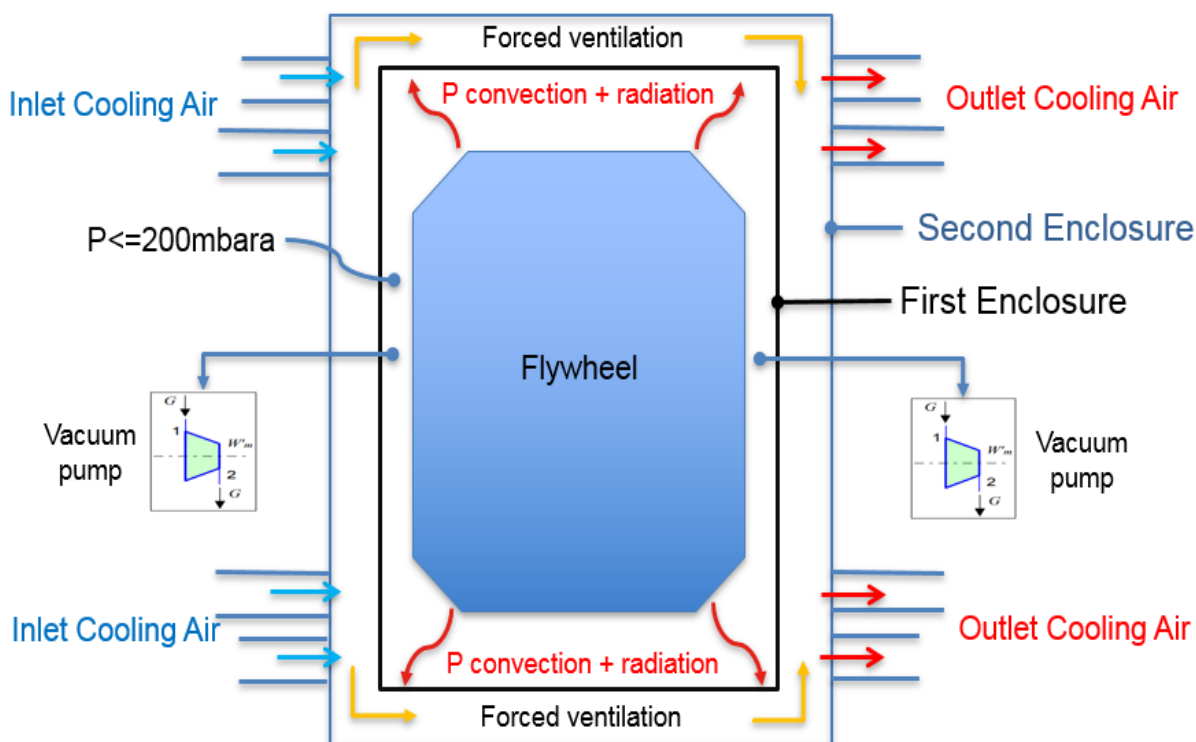 Forced ventilation
Inlet Cooling Air
P convection + radiation
Outlet Cooling Air
P<=200mbara
Second Enclosure
First Enclosure
Flywheel
Vacuum
pump
G
1
W'm
2
G
G
1
W'm
2
G
Vacuum
pump
Inlet Cooling Air
P convection + radiation
Outlet Cooling Air
Forced ventilation